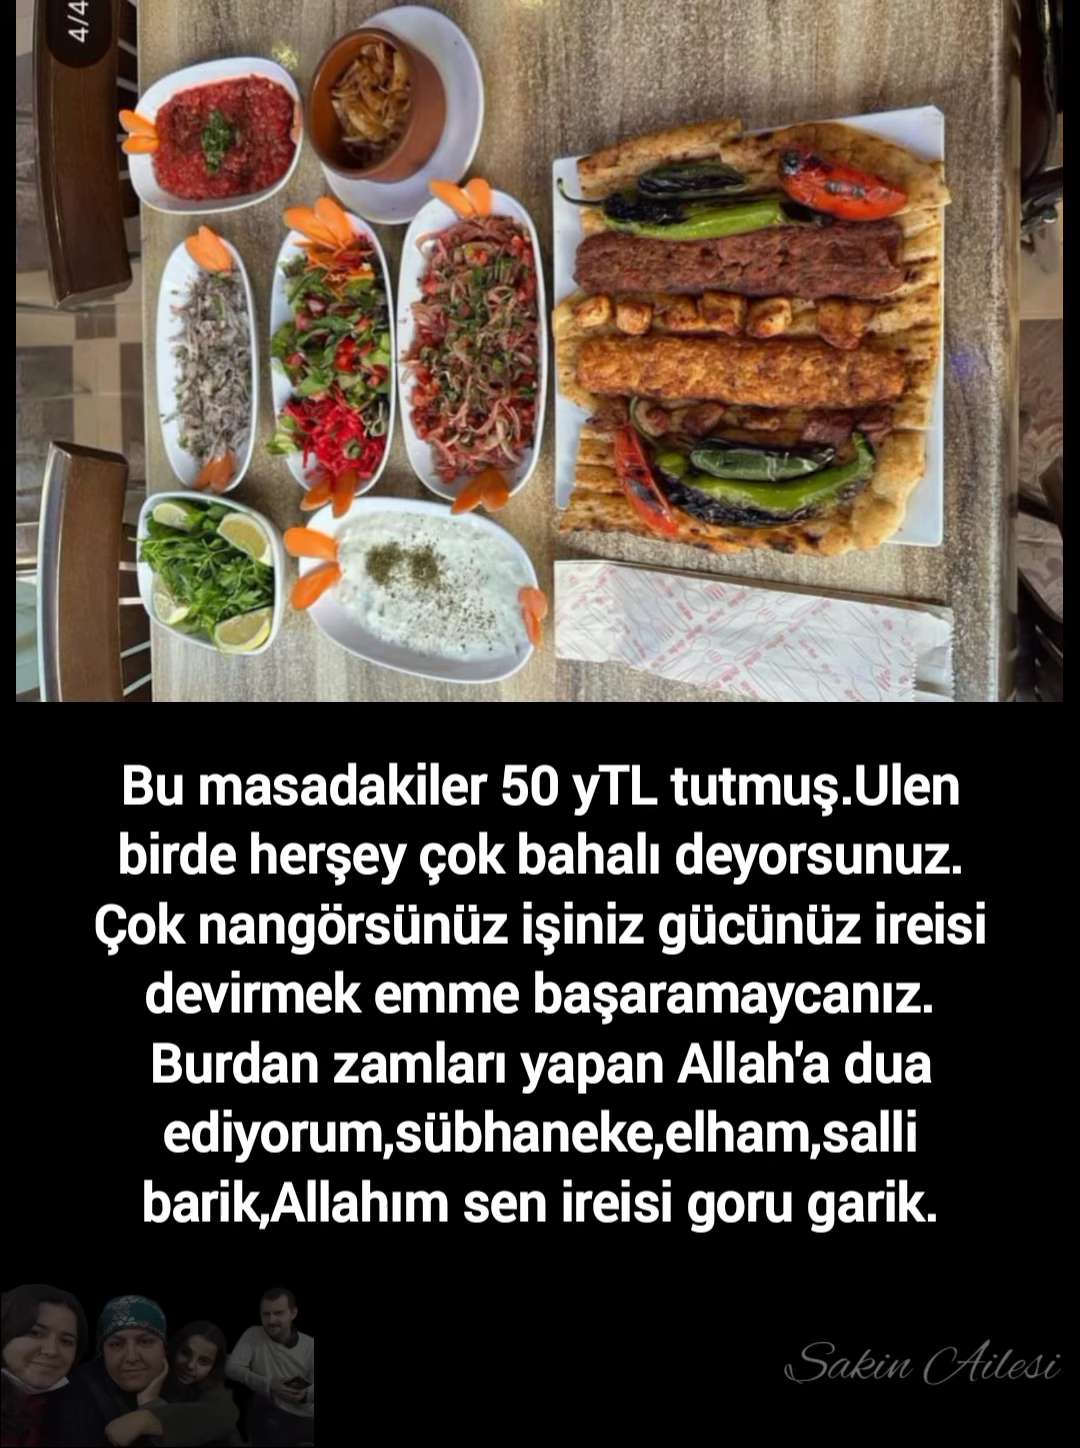 4/4
Bu masadakiler 50 yTL tutmuş.Ulen
birde herşey çok bahalı deyorsunuz.
Çok nangörsünüz işiniz gücünüz ireisi
devirmek emme başaramaycanız.
Burdan zamları yapan Allah'a dua
ediyorum,sübhaneke,elham,salli
barik,Allahım sen ireisi goru garik.
Sakin Ailesi